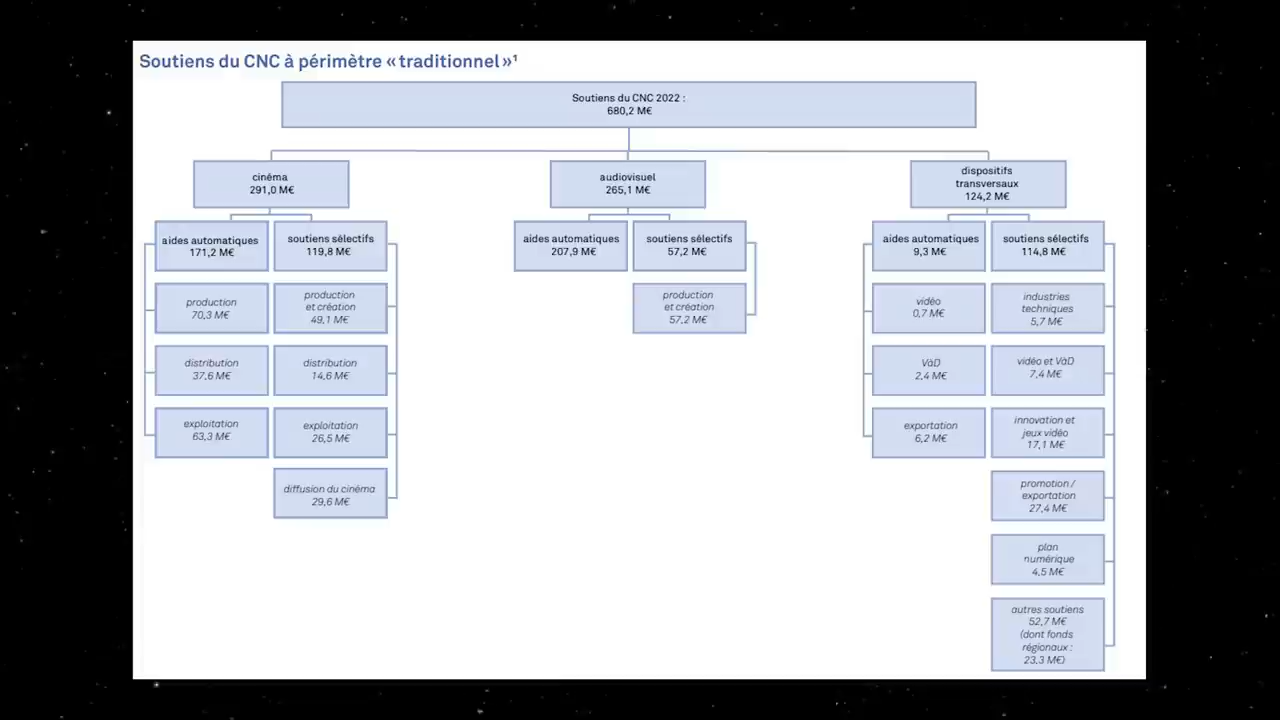 Soutiens du CNC à périmètre «traditionnel»¹
Soutiens du CNC 2022 :
680,2 M€
cinéma
291,0 M€
audiovisuel
265,1 M€
dispositifs
transversaux
124,2 M€
aides automatiques
171,2 M€
soutiens sélectifs
119,8 M€
aides automatiques
207,9 M€
soutiens sélectifs
57,2 M€
aides automatiques
9,3 M€
soutiens sélectifs
114,8 M€
production
70,3 M€
production
et création
49,1 M€
production
et création
57,2 M€
vidéo
0,7 M€
industries
techniques
5,7 M€
distribution
37,6 M€
distribution
14,6 M€
VàD
2,4 M€
vidéo et VàD
7,4 M€
exploitation
63,3 M€
exploitation
26,5 M€
exportation
6,2 M€
innovation et
jeux vidéo
17,1 M€
diffusion du cinéma
29,6 M€
promotion /
exportation
27,4 M€
plan
numérique
4,5 M€
autres soutiens
52,7 M€
(dont fonds
régionaux :
23,3 M€)